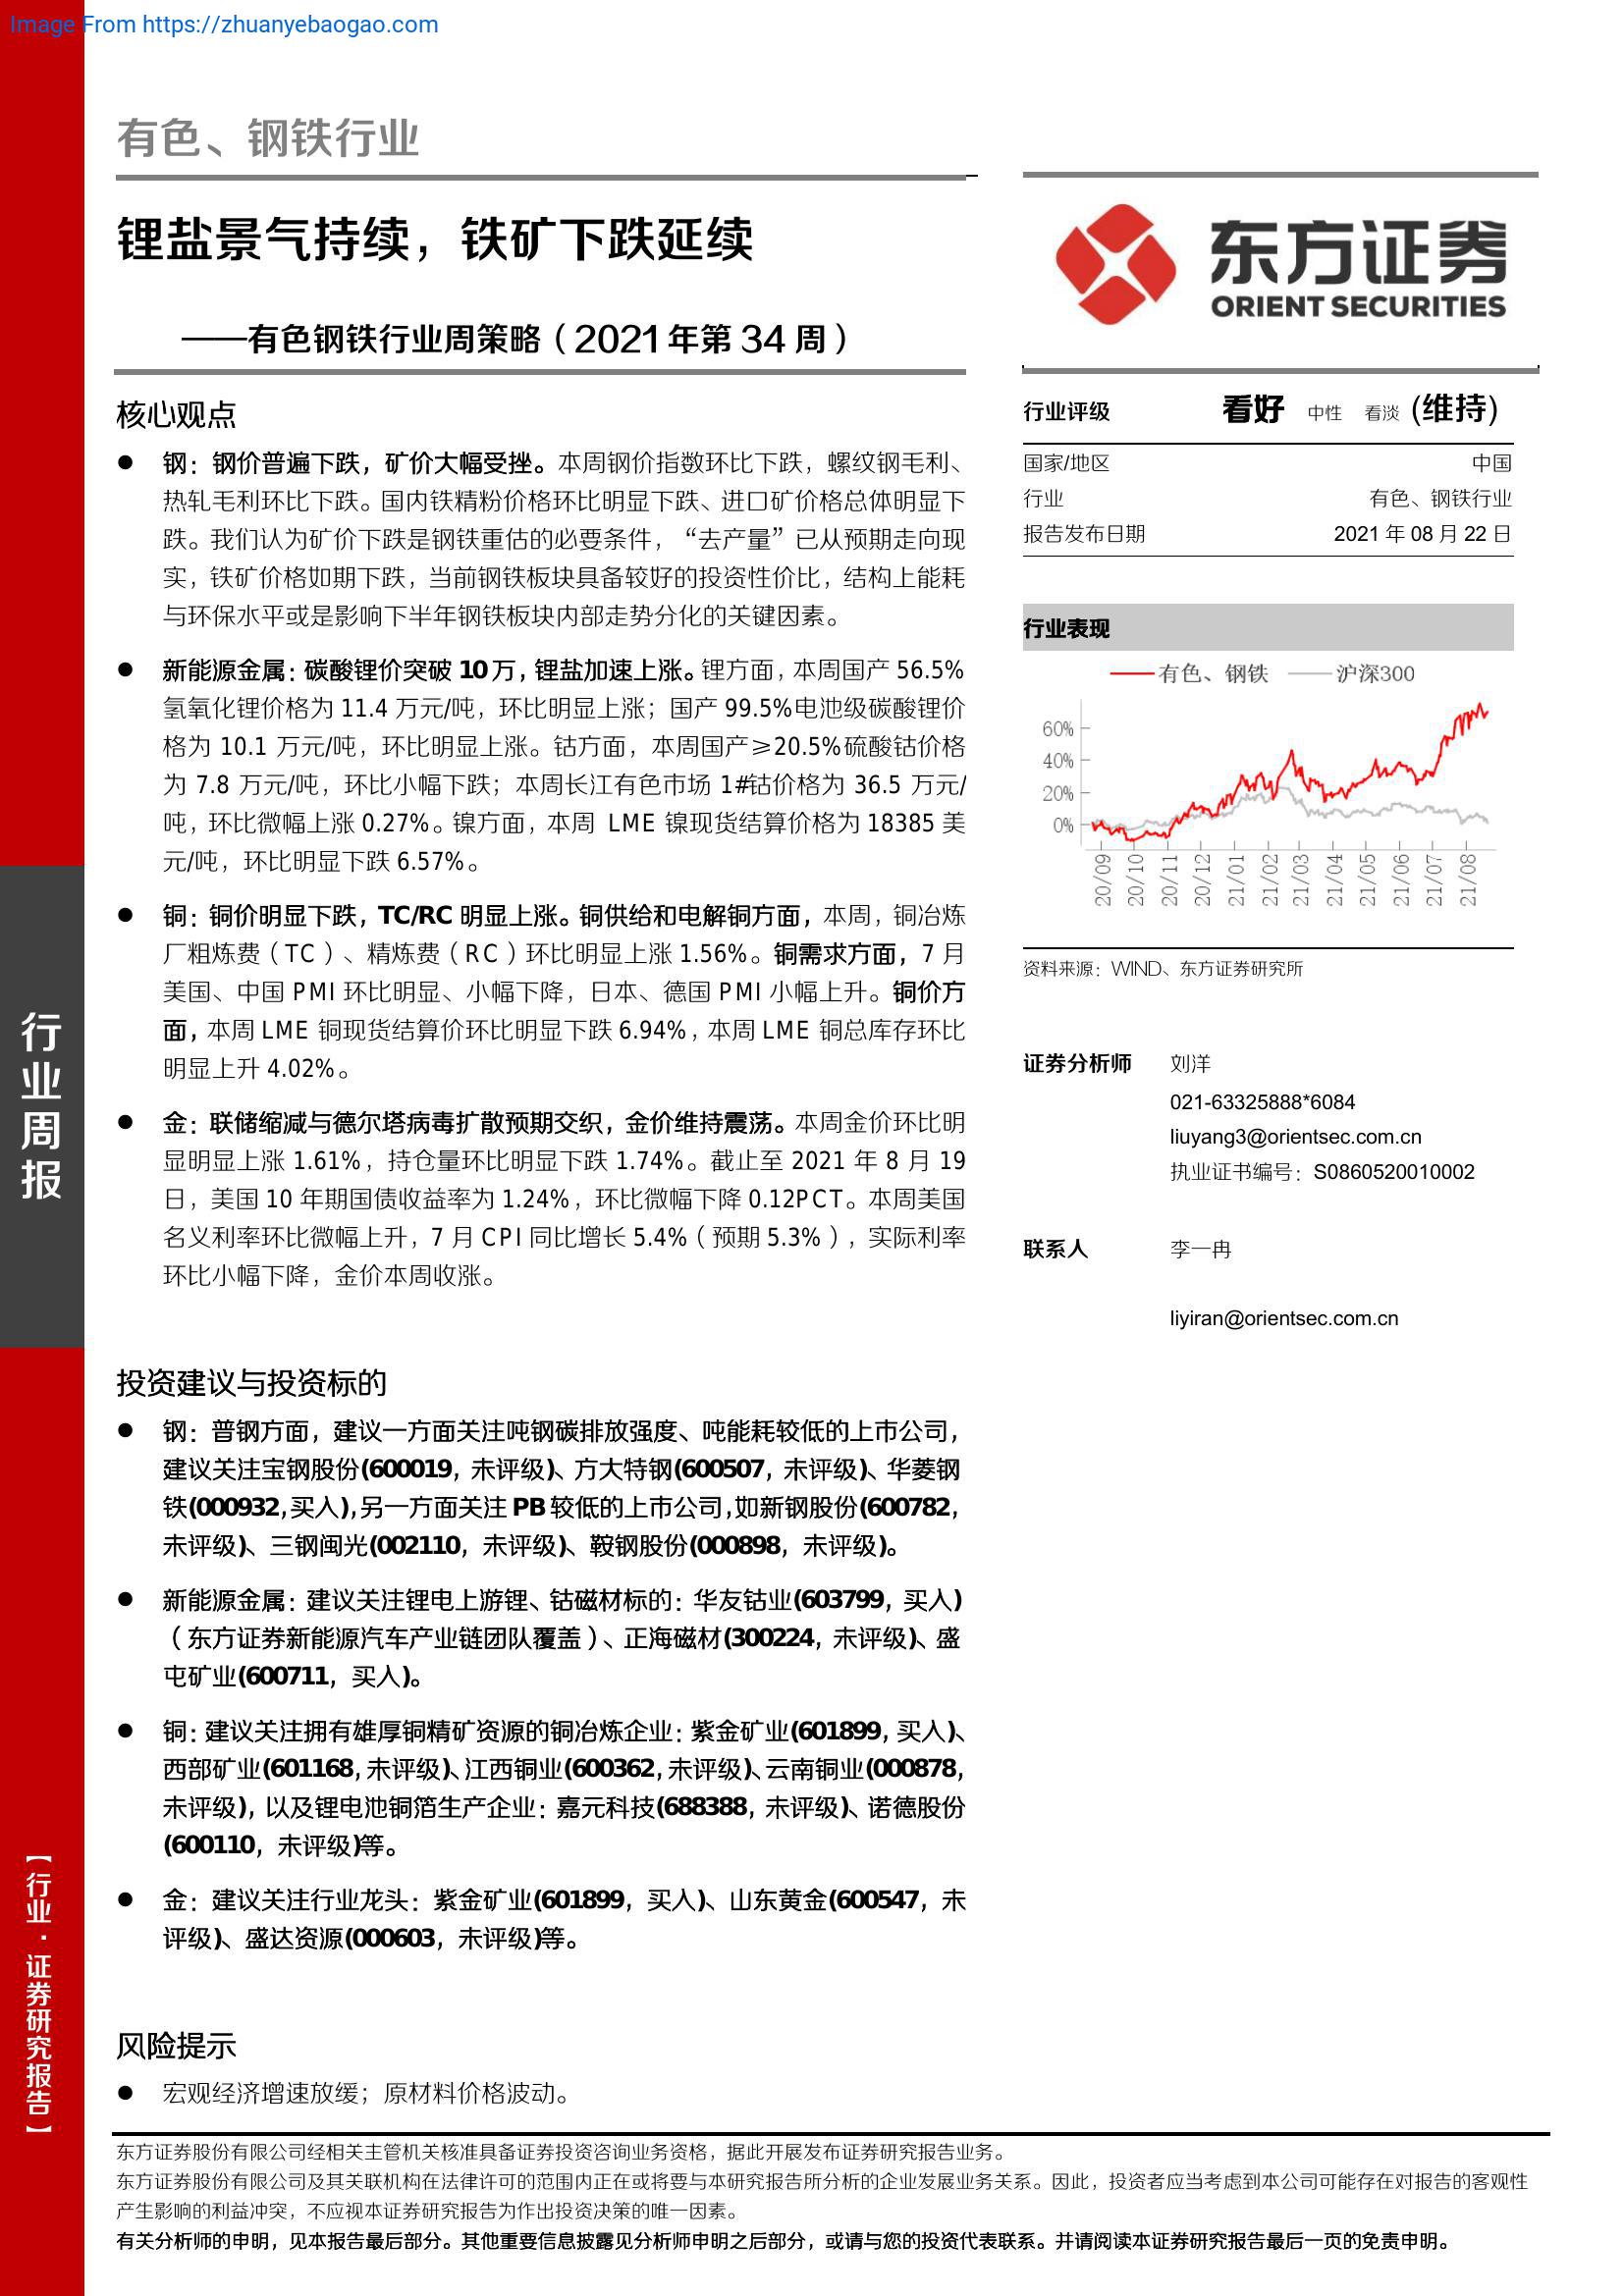 Image From https://zhuanyebaogao.com
有色、钢铁行业
锂盐景气持续，铁矿下跌延续
——有色钢铁行业周策略（2021年第34周）
核心观点
● 钢：钢价普遍下跌，矿价大幅受挫。本周钢价指数环比下跌，螺纹钢毛利、
热轧毛利环比下跌。国内铁精粉价格环比明显下跌、进口矿价格总体明显下
跌。我们认为矿价下跌是钢铁重估的必要条件，“去产量”已从预期走向现
实，铁矿价格如期下跌，当前钢铁板块具备较好的投资性价比，结构上能耗
与环保水平或是影响下半年钢铁板块内部走势分化的关键因素。
● 新能源金属：碳酸锂价突破 10万，锂盐加速上涨。锂方面，本周国产 56.5%
氢氧化锂价格为 11.4 万元/吨，环比明显上涨；国产 99.5%电池级碳酸锂价
格为 10.1 万元/吨，环比明显上涨。钴方面，本周国产≥20.5%硫酸钴价格
为 7.8 万元/吨，环比小幅下跌；本周长江有色市场 1#钴价格为 36.5 万元/
吨，环比微幅上涨 0.27%。镍方面，本周 LME 镍现货结算价格为 18385 美
元/吨，环比明显下跌 6.57%。
● 铜：铜价明显下跌，TC/RC 明显上涨。铜供给和电解铜方面，本周，铜冶炼
厂粗炼费（TC）、精炼费（RC）环比明显上涨 1.56%。铜需求方面，7 月
美国、中国 PMI 环比明显、小幅下降，日本、德国 PMI 小幅上升。铜价方
面，本周 LME 铜现货结算价环比明显下跌 6.94%，本周 LME 铜总库存环比
明显上升 4.02%。
● 金：联储缩减与德尔塔病毒扩散预期交织，金价维持震荡。本周金价环比明
显明显上涨 1.61%，持仓量环比明显下跌 1.74%。截止至 2021 年 8 月 19
日，美国 10 年期国债收益率为 1.24%，环比微幅下降 0.12PCT。本周美国
名义利率环比微幅上升，7 月 CPI 同比增长 5.4%（预期 5.3%），实际利率
环比小幅下降，金价本周收涨。
投资建议与投资标的
● 钢：普钢方面，建议一方面关注吨钢碳排放强度、吨能耗较低的上市公司，
建议关注宝钢股份(600019，未评级)、方大特钢(600507，未评级)、华菱钢
铁(000932,买入),另一方面关注 PB 较低的上市公司,如新钢股份(600782,
未评级)、三钢闽光(002110，未评级)、鞍钢股份(000898，未评级)。
● 新能源金属：建议关注锂电上游锂、钴磁材标的：华友钴业(603799，买入)
（东方证券新能源汽车产业链团队覆盖）、正海磁材(300224，未评级)、盛
屯矿业(600711，买入)。
● 铜：建议关注拥有雄厚铜精矿资源的铜冶炼企业：紫金矿业(601899，买入)、
西部矿业(601168，未评级)、江西铜业(600362，未评级)、云南铜业(000878，
未评级)，以及锂电池铜箔生产企业：嘉元科技(688388，未评级)、诺德股份
(600110，未评级)等。
● 金：建议关注行业龙头：紫金矿业(601899，买入)、山东黄金(600547，未
评级)、盛达资源(000603，未评级)等。
风险提示
● 宏观经济增速放缓；原材料价格波动。
东方证券
ORIENT SECURITIES
行业评级 看好 中性 看淡 (维持)
国家/地区 中国
行业 有色、钢铁行业
报告发布日期 2021 年 08 月 22 日
行业表现
有色、钢铁 沪深300
60%
40%
20%
0%
20/09 20/10 20/11 20/12 21/01 21/02 21/03 21/04 21/05 21/06 21/07 21/08
资料来源：WIND、东方证券研究所
证券分析师 刘洋
021-63325888*6084
liuyang3@orientsec.com.cn
执业证书编号：S0860520010002
联系人 李一冉
liyiran@orientsec.com.cn
行业周报
【行业·证券研究报告】
东方证券股份有限公司经相关主管机关核准具备证券投资咨询业务资格，据此开展发布证券研究报告业务。
东方证券股份有限公司及其关联机构在法律许可的范围内正在或将要与本研究报告所分析的企业发展业务关系。因此，投资者应当考虑到本公司可能存在对报告的客观性
产生影响的利益冲突，不应视本证券研究报告为作出投资决策的唯一因素。
有关分析师的申明，见本报告最后部分。其他重要信息披露见分析师申明之后部分，或请与您的投资代表联系。并请阅读本证券研究报告最后一页的免责申明。